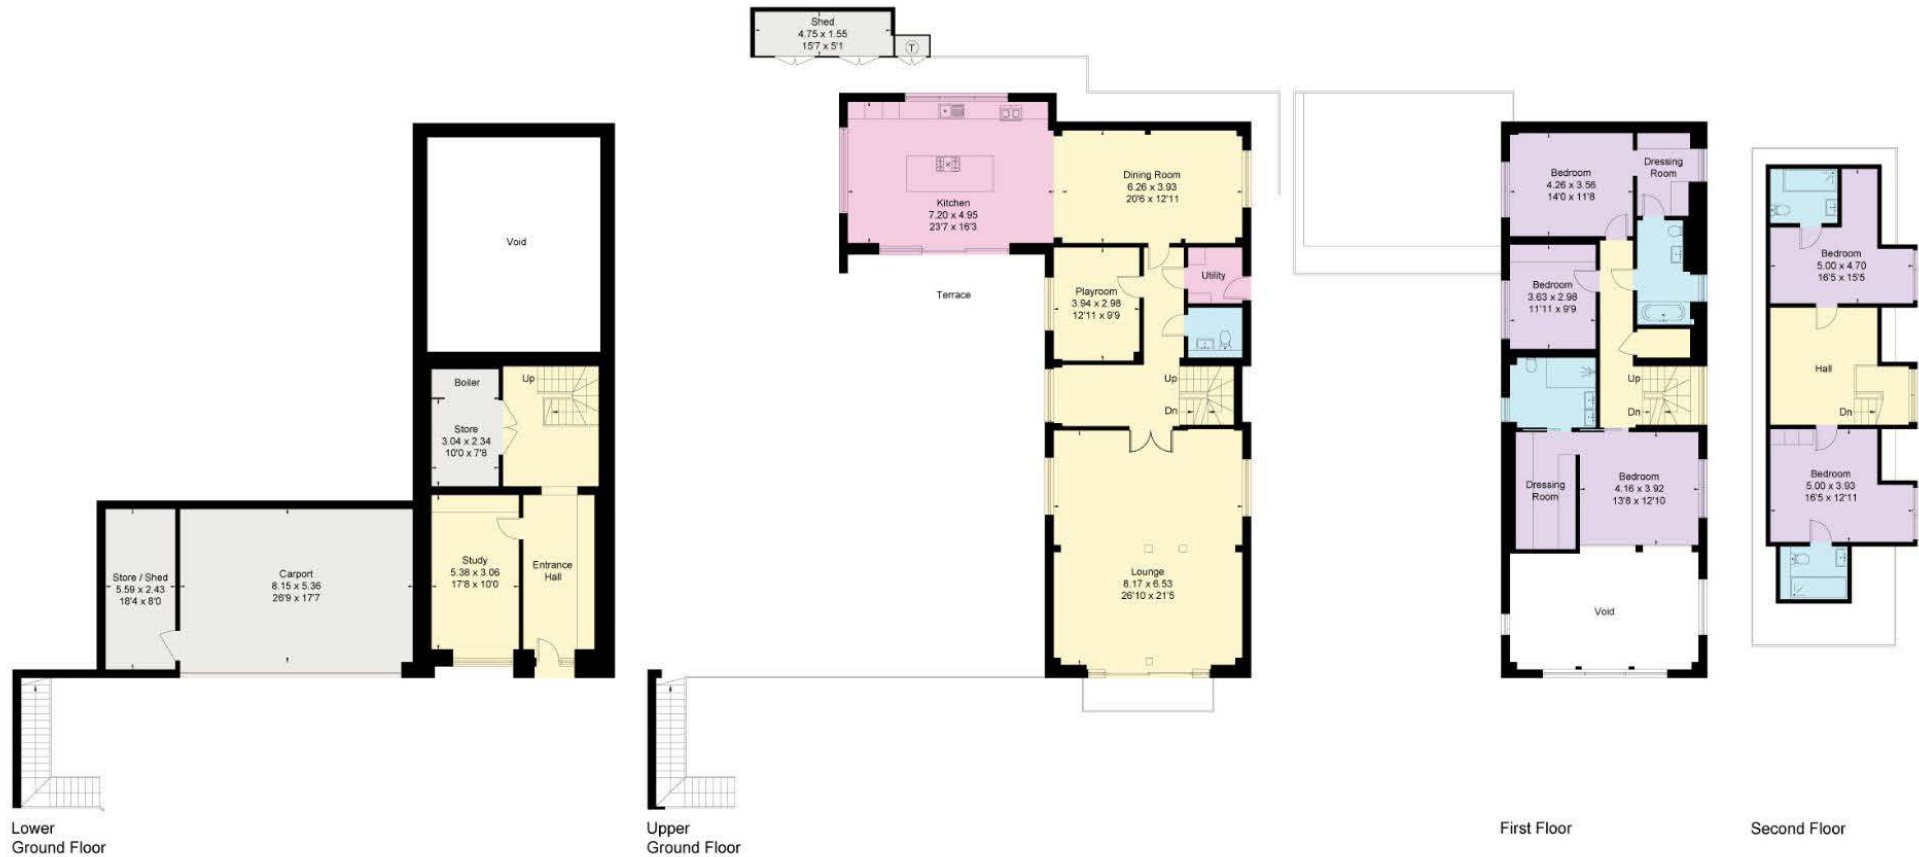 Void
Boiler
Up
Store
3.04 x 2.34
10'0 x 7'8
Store / Shed
5.59 x 2.43
18'4 x 8'0
Carport
8.15 x 5.36
26'9 x 17'7
Study
5.38 x 3.06
17'8 x 10'0
Entrance
Hall
Lower
Ground Floor
Shed
4.75 x 1.55
15'7 x 5'1
T
Kitchen
7.20 x 4.95
23'7 x 16'3
Dining Room
6.26 x 3.93
20'6 x 12'11
Terrace
Playroom
3.94 x 2.98
12'11 x 9'9
Utility
Up
Dn
Lounge
8.17 x 6.53
26'10 x 21'5
Upper
Ground Floor
Bedroom
4.26 x 3.56
14'0 x 11'8
Dressing
Room
Bedroom
3.63 x 2.98
11'11 x 9'9
Up
Dn
Dressing
Room
Bedroom
4.16 x 3.92
13'8 x 12'10
Void
First Floor
Bedroom
5.00 x 4.70
16'5 x 15'5
Hall
Dn
Bedroom
5.00 x 3.93
16'5 x 12'11
Second Floor